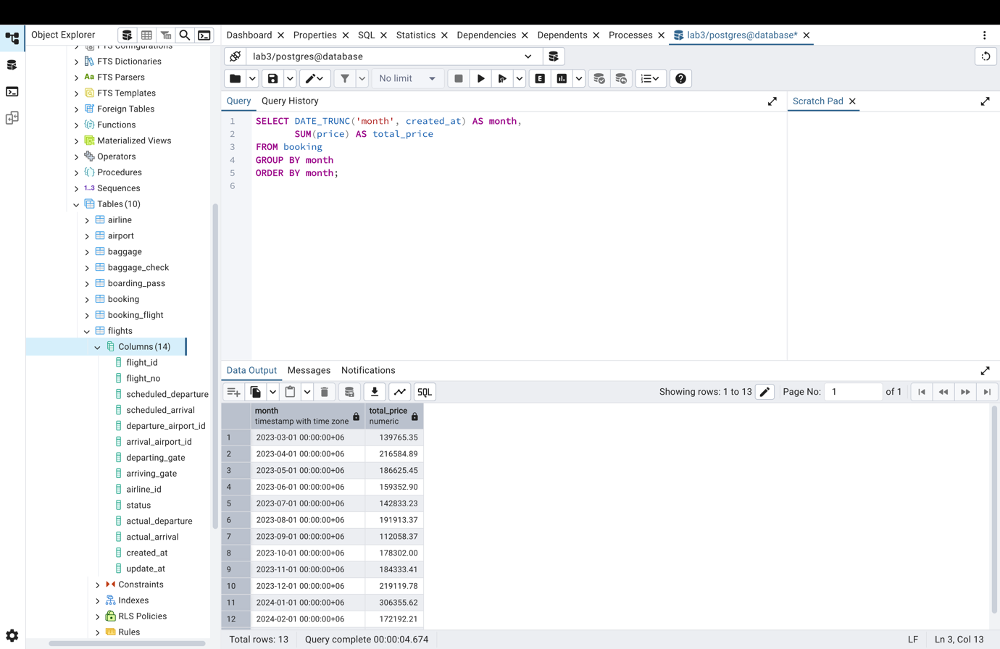 Object Explorer
FTS Configurations
FTS Dictionaries
Aa FTS Parsers
FTS Templates
Foreign Tables
Functions
Materialized Views
Operators
Procedures
1..3 Sequences
Tables (10)
airline
airport
baggage
baggage_check
boarding_pass
booking
booking_flight
flights
Columns (14)
flight_id
flight_no
scheduled_departure
scheduled_arrival
departure_airport_id
arrival_airport_id
departing_gate
arriving_gate
airline_id
status
actual_departure
actual_arrival
created_at
update_at
Constraints
Indexes
RLS Policies
Rules
Dashboard Properties SQL Statistics Dependencies Dependents Processes lab3/postgres@database*
lab3/postgres@database
No limit E
Query Query History
1 SELECT DATE_TRUNC('month', created_at) AS month,
2 SUM(price) AS total_price
3 FROM booking
4 GROUP BY month
5 ORDER BY month;
6
Scratch Pad
Data Output Messages Notifications
SQL Showing rows: 1 to 13 Page No: 1 of 1
month total_price
timestamp with time zone numeric
1 2023-03-01 00:00:00+06 139765.35
2 2023-04-01 00:00:00+06 216584.89
3 2023-05-01 00:00:00+06 186625.45
4 2023-06-01 00:00:00+06 159352.90
5 2023-07-01 00:00:00+06 142833.23
6 2023-08-01 00:00:00+06 191913.37
7 2023-09-01 00:00:00+06 112058.37
8 2023-10-01 00:00:00+06 178302.00
9 2023-11-01 00:00:00+06 184333.41
10 2023-12-01 00:00:00+06 219119.78
11 2024-01-01 00:00:00+06 306355.62
12 2024-02-01 00:00:00+06 172192.21
Total rows: 13 Query complete 00:00:04.674 LF Ln 3, Col 13